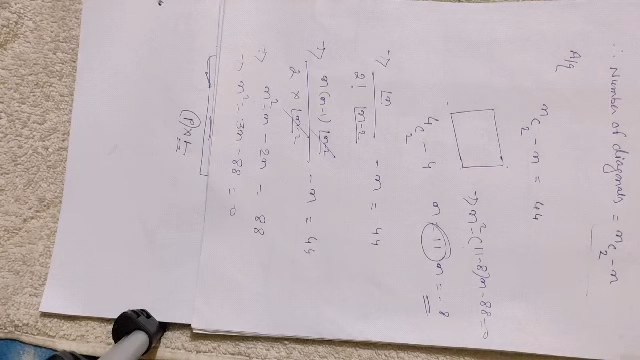 ∴ Number of diagonals = nC₂ - n
A/q
nC₂ - n = 44
4C₂ - 4
⇒ ∟n / 2! ∟n-2 - n = 44
⇒ n(n-1) ∟n-2 / 2 × ∟n-2 - n = 44
⇒ n² - n - 2n = 88
⇒ n² - 3n - 88 = 0
⇒ n² - (11-8)n - 88 = 0
n 11 n = -8